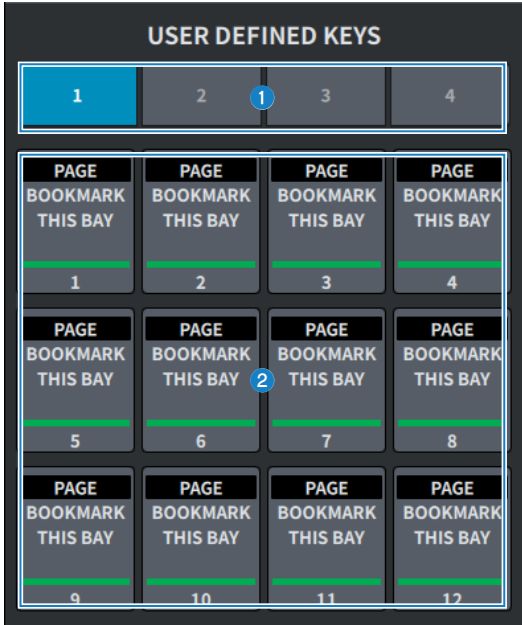 USER DEFINED KEYS
1 2 1 3 4
PAGE PAGE PAGE PAGE
BOOKMARK BOOKMARK BOOKMARK BOOKMARK
THIS BAY THIS BAY THIS BAY THIS BAY
1 2 3 4
PAGE PAGE PAGE PAGE
BOOKMARK BOOKMARK BOOKMARK BOOKMARK
THIS BAY THIS BAY 2 THIS BAY THIS BAY
5 6 7 8
PAGE PAGE PAGE PAGE
BOOKMARK BOOKMARK BOOKMARK BOOKMARK
THIS BAY THIS BAY THIS BAY THIS BAY
9 10 11 12